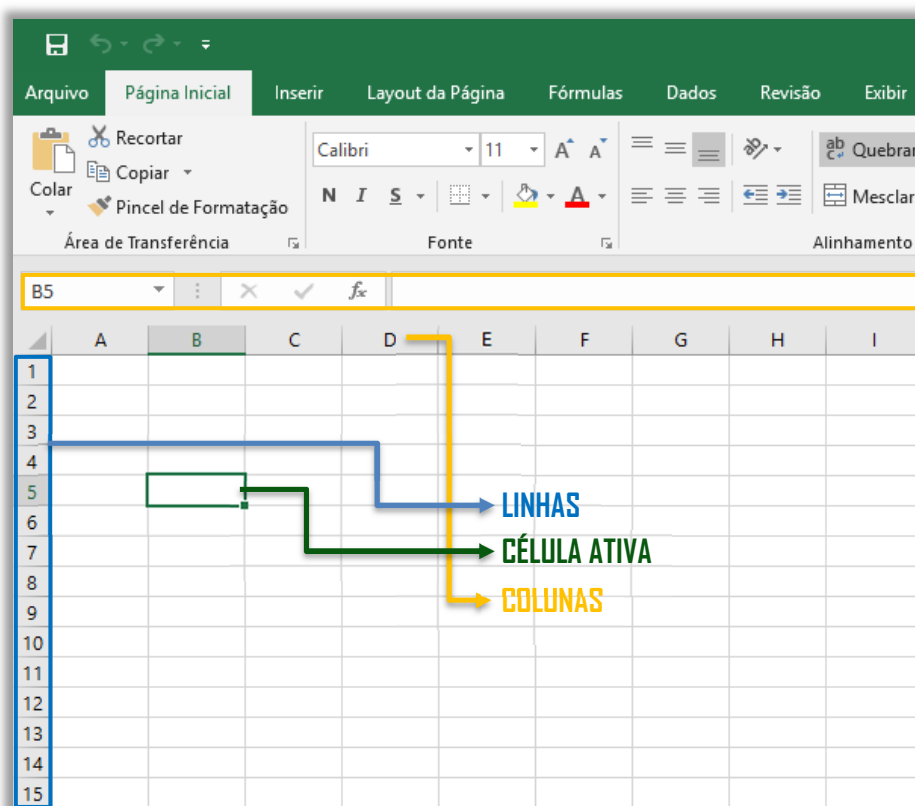 Arquivo Página Inicial Inserir Layout da Página Fórmulas Dados Revisão Exibir
Colar
Recortar
Copiar
Pincel de Formatação
Área de Transferência
Calibri 11 A A
N I S A
Fonte
ab Quebrar
c Mesclar
Alinhamento
B5 fx
A B C D E F G H I
1
2
3
4
5
6
7
8
9
10
11
12
13
14
15
LINHAS
CÉLULA ATIVA
COLUNAS